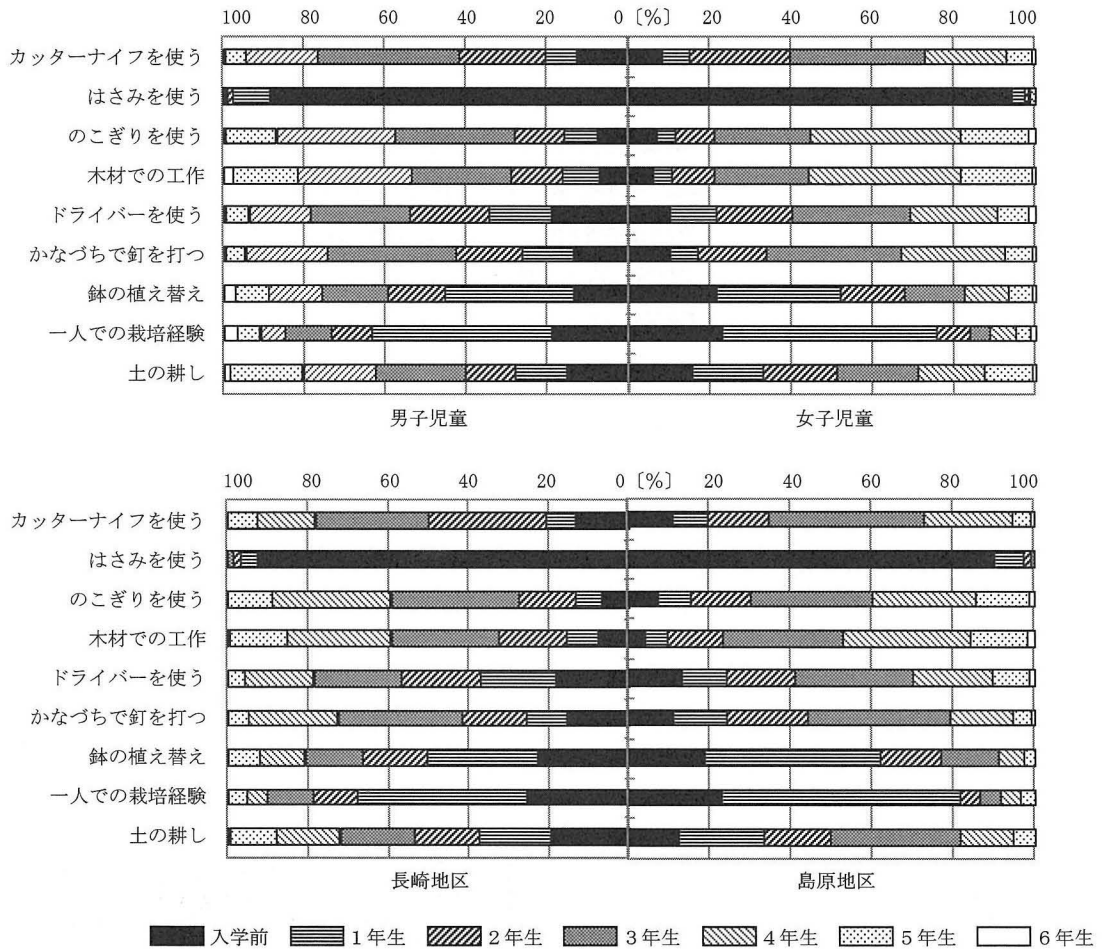 100 80 60 40 20 0 〔%〕 20 40 60 80 100
カッターナイフを使う
はさみを使う
のこぎりを使う
木材での工作
ドライバーを使う
かなづちで釘を打つ
鉢の植え替え
一人での栽培経験
土の耕し
男子児童 女子児童
100 80 60 40 20 0 〔%〕 20 40 60 80 100
カッターナイフを使う
はさみを使う
のこぎりを使う
木材での工作
ドライバーを使う
かなづちで釘を打つ
鉢の植え替え
一人での栽培経験
土の耕し
長崎地区 島原地区
入学前 1年生 2年生 3年生 4年生 5年生 6年生